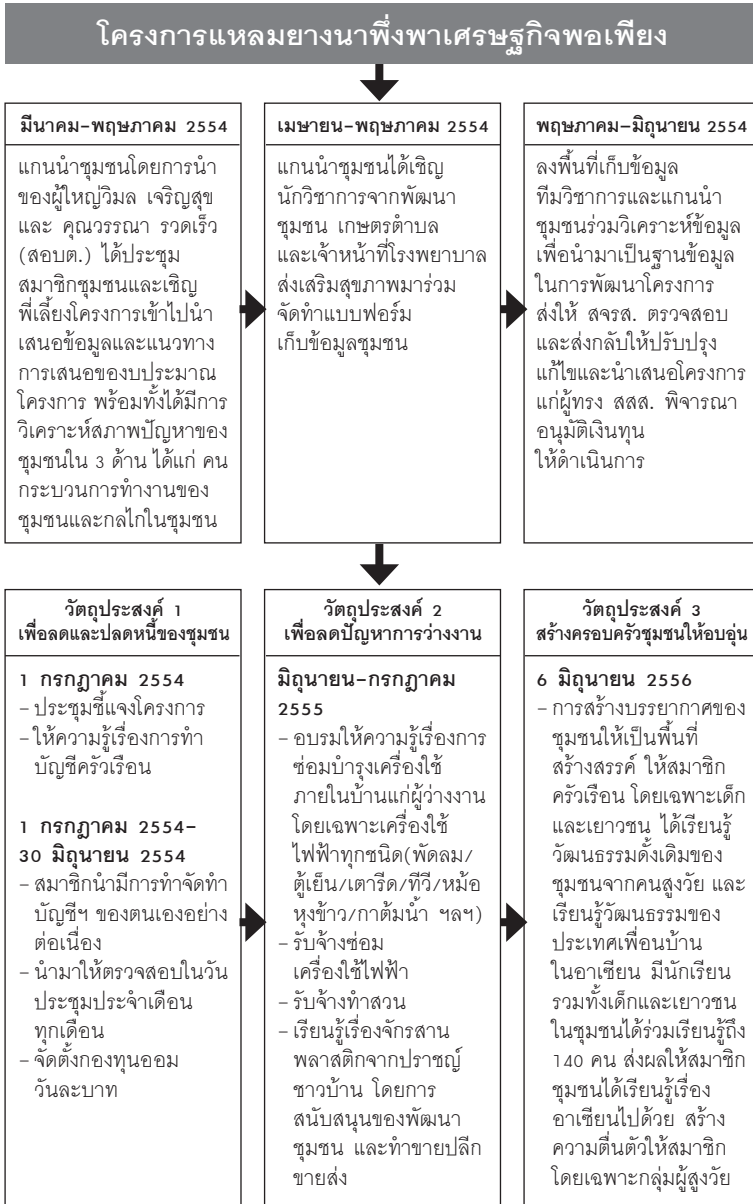 โครงการแหลมยางนาพึ่งพาเศรษฐกิจพอเพียง
มีนาคม-พฤษภาคม 2554
แกนนำชุมชนโดยการนำ
ของผู้ใหญ่วิมล เจริญสุข
และ คุณวรรณา รวดเร็ว
(สอบต.) ได้ประชุม
สมาชิกชุมชนและเชิญ
พี่เลี้ยงโครงการเข้าไปนำ
เสนอข้อมูลและแนวทาง
การเสนอของบประมาณ
โครงการ พร้อมทั้งได้มีการ
วิเคราะห์สภาพปัญหาของ
ชุมชนใน 3 ด้าน ได้แก่ คน
กระบวนการทำงานของ
ชุมชนและกลไกในชุมชน
เมษายน-พฤษภาคม 2554
แกนนำชุมชนได้เชิญ
นักวิชาการจากพัฒนา
ชุมชน เกษตรตำบล
และเจ้าหน้าที่โรงพยาบาล
ส่งเสริมสุขภาพมาร่วม
จัดทำแบบฟอร์ม
เก็บข้อมูลชุมชน
พฤษภาคม-มิถุนายน 2554
ลงพื้นที่เก็บข้อมูล
ทีมวิชาการและแกนนำ
ชุมชนร่วมวิเคราะห์ข้อมูล
เพื่อนำมาเป็นฐานข้อมูล
ในการพัฒนาโครงการ
ส่งให้ สจรส. ตรวจสอบ
และส่งกลับให้ปรับปรุง
แก้ไขและนำเสนอโครงการ
แก่ผู้ทรง สสส. พิจารณา
อนุมัติเงินทุน
ให้ดำเนินการ
วัตถุประสงค์ 1
เพื่อลดและปลดหนี้ของชุมชน
1 กรกฎาคม 2554
- ประชุมชี้แจงโครงการ
- ให้ความรู้เรื่องการทำ
บัญชีครัวเรือน
1 กรกฎาคม 2554-
30 มิถุนายน 2554
- สมาชิกนำมีการทำจัดทำ
บัญชีฯ ของตนเองอย่าง
ต่อเนื่อง
- นำมาให้ตรวจสอบในวัน
ประชุมประจำเดือน
ทุกเดือน
- จัดตั้งกองทุนออม
วันละบาท
วัตถุประสงค์ 2
เพื่อลดปัญหาการว่างงาน
มิถุนายน-กรกฎาคม
2555
- อบรมให้ความรู้เรื่องการ
ซ่อมบำรุงเครื่องใช้
ภายในบ้านแก่ผู้ว่างงาน
โดยเฉพาะเครื่องใช้
ไฟฟ้าทุกชนิด(พัดลม/
ตู้เย็น/เตารีด/ทีวี/หม้อ
หุงข้าว/กาต้มน้ำ ฯลฯ)
- รับจ้างซ่อม
เครื่องใช้ไฟฟ้า
- รับจ้างทำสวน
- เรียนรู้เรื่องจักรสาน
พลาสติกจากปราชญ์
ชาวบ้าน โดยการ
สนับสนุนของพัฒนา
ชุมชน และทำขายปลีก
ขายส่ง
วัตถุประสงค์ 3
สร้างครอบครัวชุมชนให้อบอุ่น
6 มิถุนายน 2556
- การสร้างบรรยากาศของ
ชุมชนให้เป็นพื้นที่
สร้างสรรค์ ให้สมาชิก
ครัวเรือน โดยเฉพาะเด็ก
และเยาวชน ได้เรียนรู้
วัฒนธรรมดั้งเดิมของ
ชุมชนจากคนสูงวัย และ
เรียนรู้วัฒนธรรมของ
ประเทศเพื่อนบ้าน
ในอาเซียน มีนักเรียน
รวมทั้งเด็กและเยาวชน
ในชุมชนได้ร่วมเรียนรู้ถึง
140 คน ส่งผลให้สมาชิก
ชุมชนได้เรียนรู้เรื่อง
อาเซียนไปด้วย สร้าง
ความตื่นตัวให้สมาชิก
โดยเฉพาะกลุ่มผู้สูงวัย